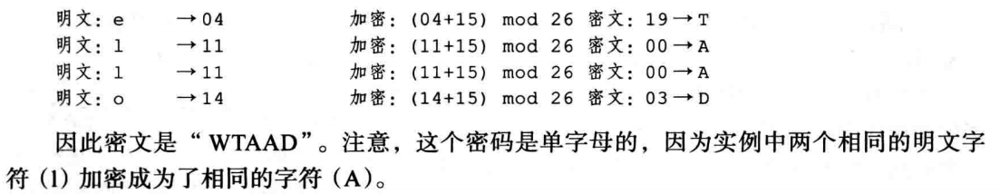 明文: e →04 加密: (04+15) mod 26 密文: 19→T
明文: l →11 加密: (11+15) mod 26 密文: 00→A
明文: l →11 加密: (11+15) mod 26 密文: 00→A
明文: o →14 加密: (14+15) mod 26 密文: 03→D
因此密文是“WTAAD”。注意，这个密码是单字母的，因为实例中两个相同的明文字
符 (l) 加密成为了相同的字符 (A)。